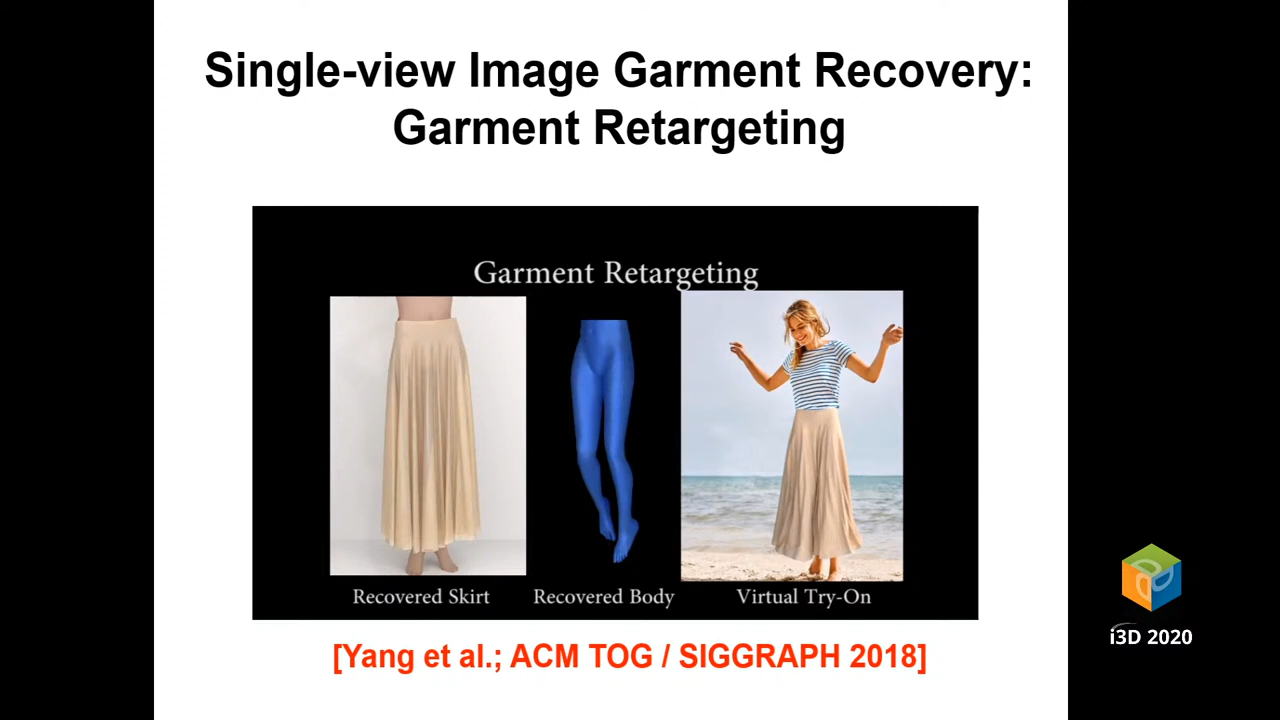 Single-view Image Garment Recovery:
Garment Retargeting
Garment Retargeting
Recovered Skirt
Recovered Body
Virtual Try-On
[Yang et al.; ACM TOG / SIGGRAPH 2018]
i3D 2020